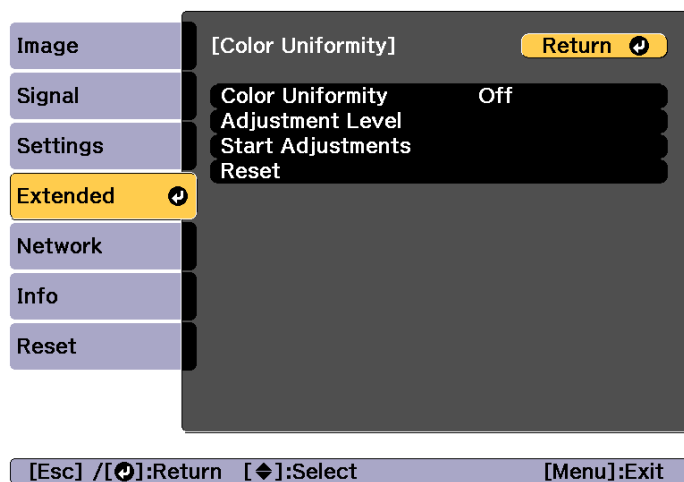 Image
Signal
Settings
Extended
Network
Info
Reset
[Color Uniformity]
Return
Color Uniformity Off
Adjustment Level
Start Adjustments
Reset
[Esc] /[⏎]:Return [◆]:Select [Menu]:Exit